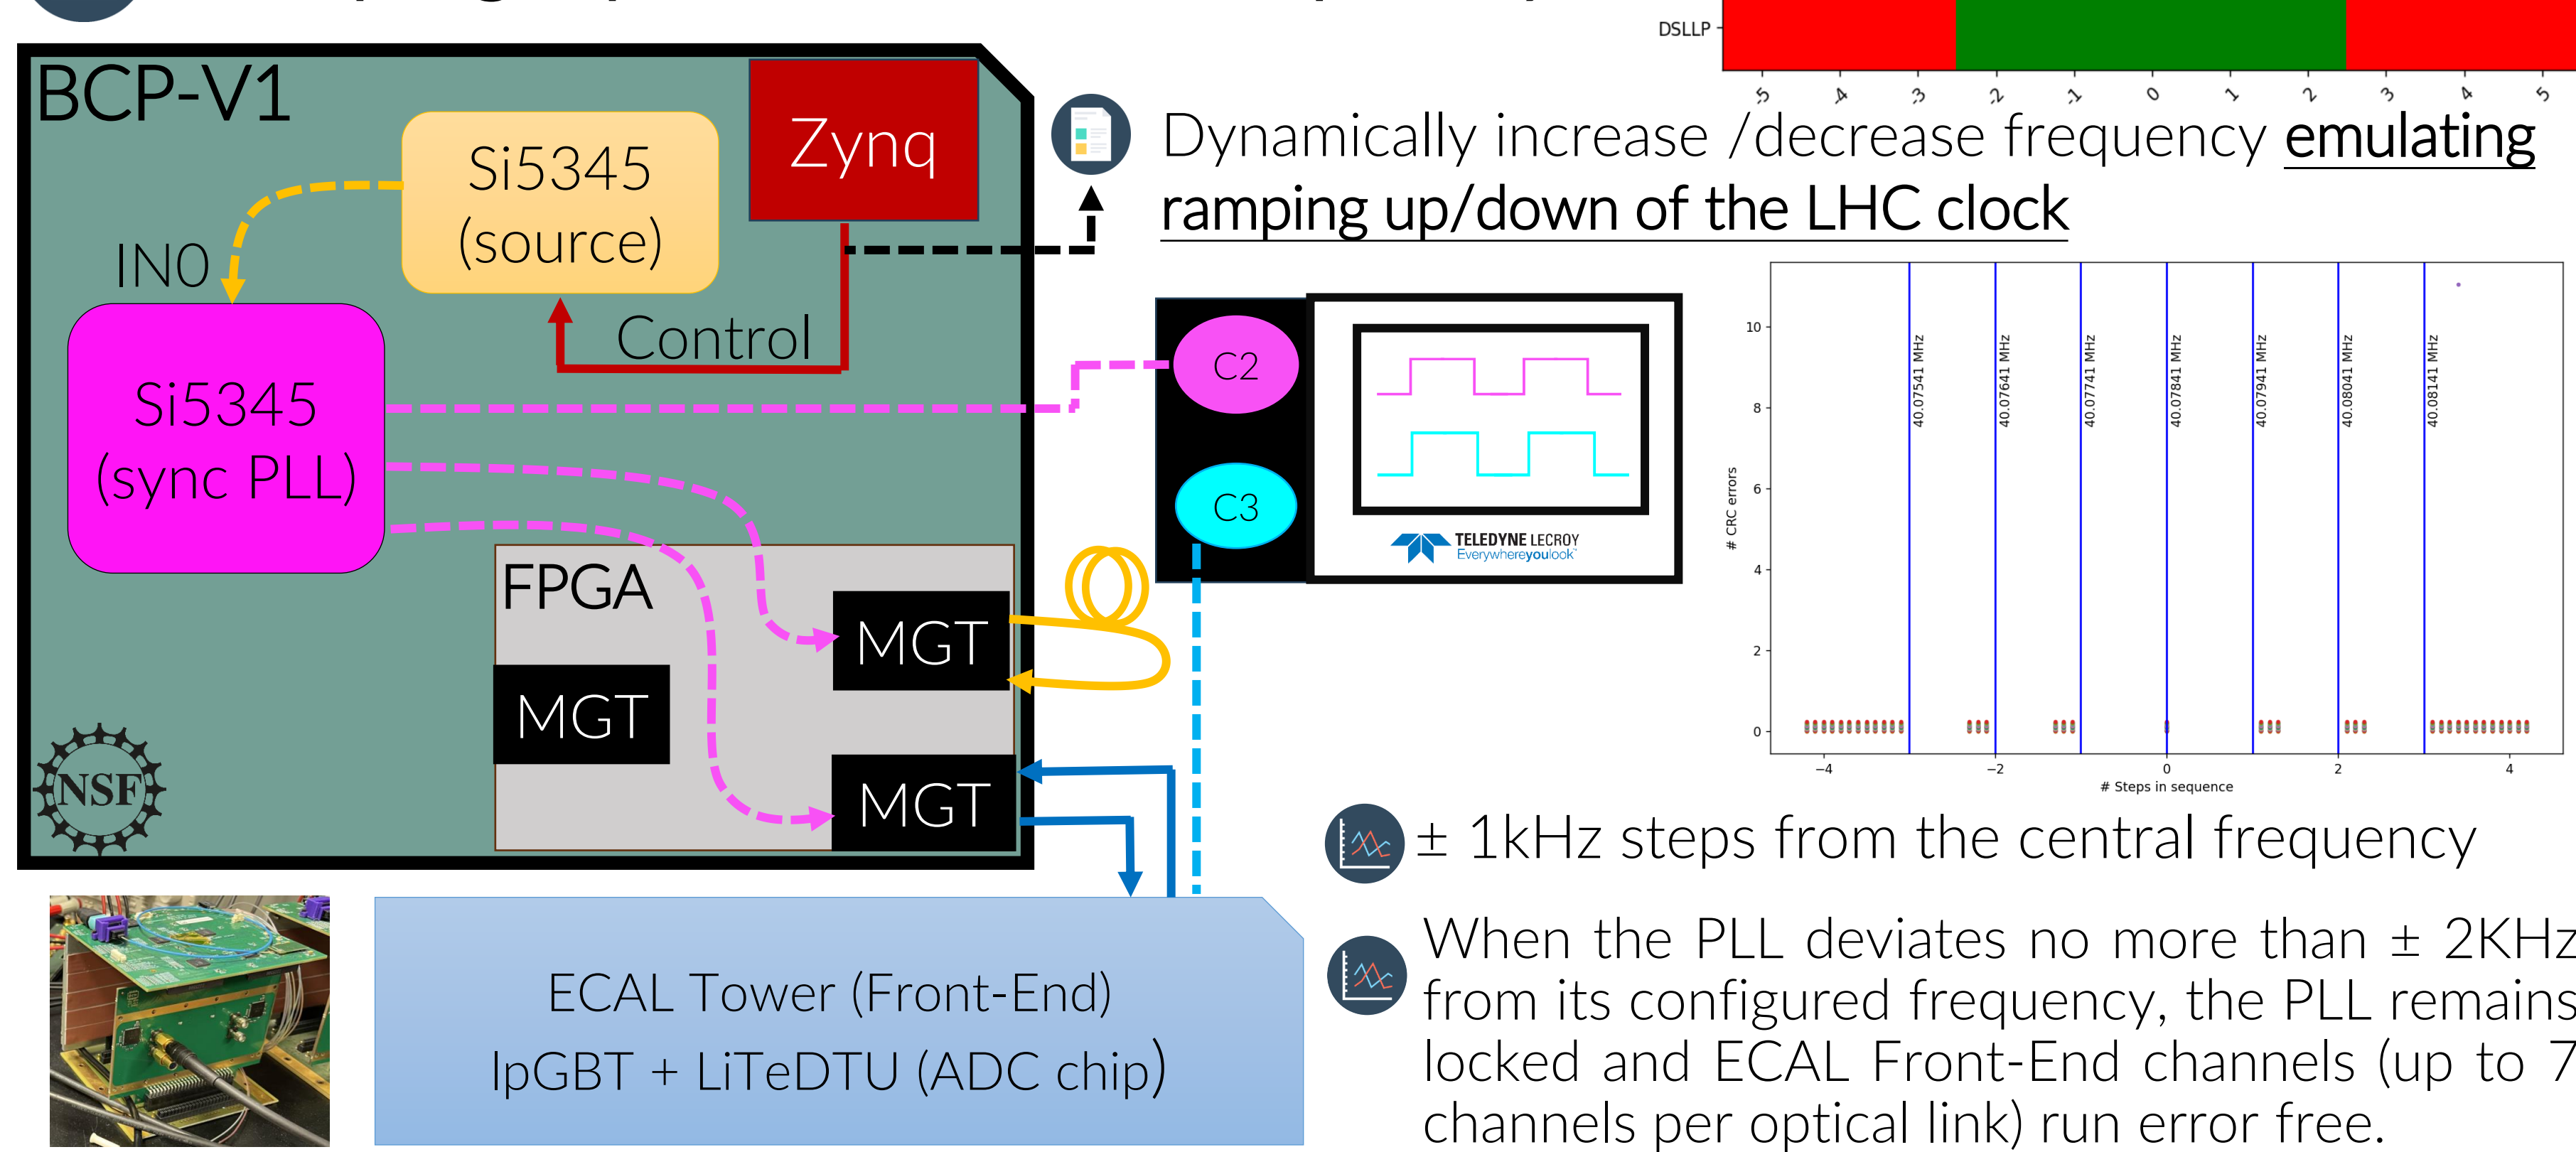 DSLLP
-5 -4 -3 -2 -1 0 1 2 3 4 5
BCP-V1
Zynq
Si5345
(source)
IN0
Control
Si5345
(sync PLL)
FPGA
MGT
MGT
MGT
NSF
Dynamically increase /decrease frequency emulating
ramping up/down of the LHC clock
C2
C3
TELEDYNE LECROY
Everywhereyoulook™
# CRC errors
10
8
6
4
2
0
40.07541 MHz
40.07641 MHz
40.07741 MHz
40.07841 MHz
40.07941 MHz
40.08041 MHz
40.08141 MHz
−4 −2 0 2 4
# Steps in sequence
± 1kHz steps from the central frequency
When the PLL deviates no more than ± 2KHz
from its configured frequency, the PLL remains
locked and ECAL Front-End channels (up to 7
channels per optical link) run error free.
ECAL Tower (Front-End)
lpGBT + LiTeDTU (ADC chip)